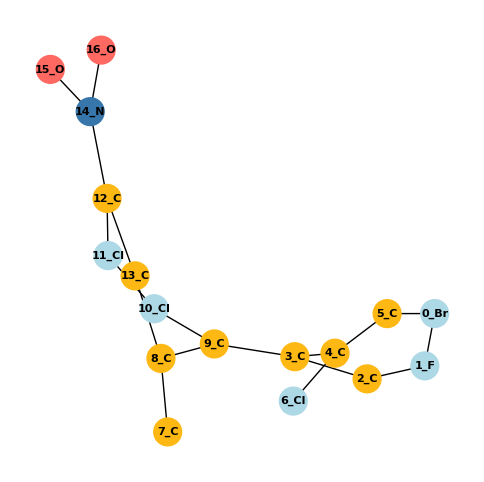 16_O
15_O
14_N
12_C
11_Cl
13_C
10_Cl
5_C
0_Br
9_C
4_C
3_C
8_C
1_F
2_C
6_Cl
7_C